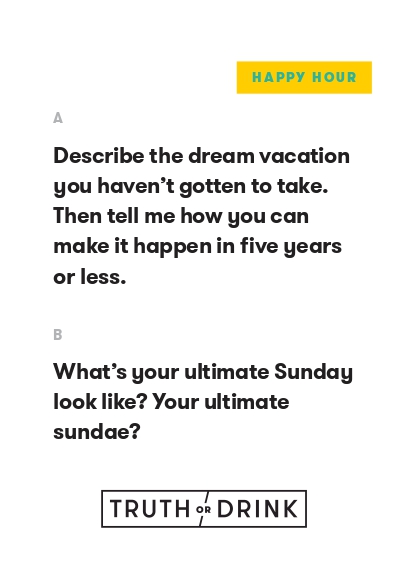 HAPPY HOUR
A
Describe the dream vacation
you haven’t gotten to take.
Then tell me how you can
make it happen in five years
or less.
B
What’s your ultimate Sunday
look like? Your ultimate
sundae?
TRUTH OR DRINK